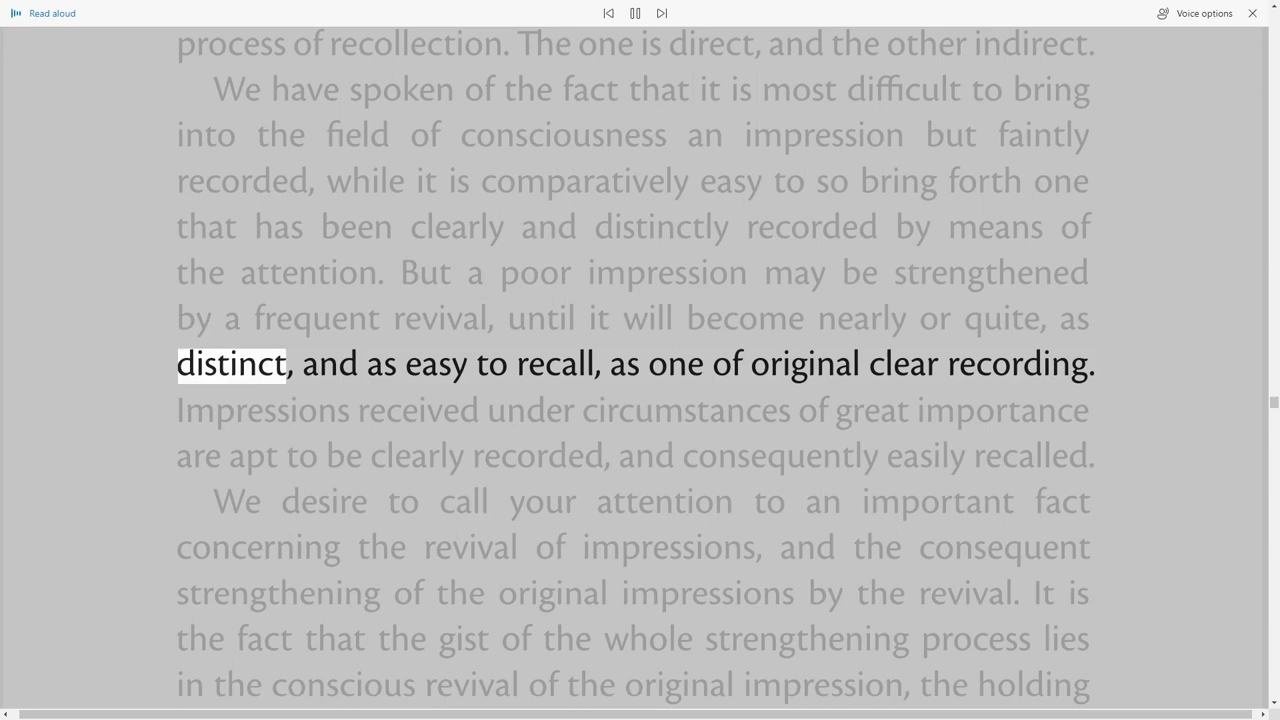 Read aloud
Voice options
process of recollection. The one is direct, and the other indirect.
We have spoken of the fact that it is most difficult to bring
into the field of consciousness an impression but faintly
recorded, while it is comparatively easy to so bring forth one
that has been clearly and distinctly recorded by means of
the attention. But a poor impression may be strengthened
by a frequent revival, until it will become nearly or quite, as
distinct, and as easy to recall, as one of original clear recording.
Impressions received under circumstances of great importance
are apt to be clearly recorded, and consequently easily recalled.
We desire to call your attention to an important fact
concerning the revival of impressions, and the consequent
strengthening of the original impressions by the revival. It is
the fact that the gist of the whole strengthening process lies
in the conscious revival of the original impression, the holding